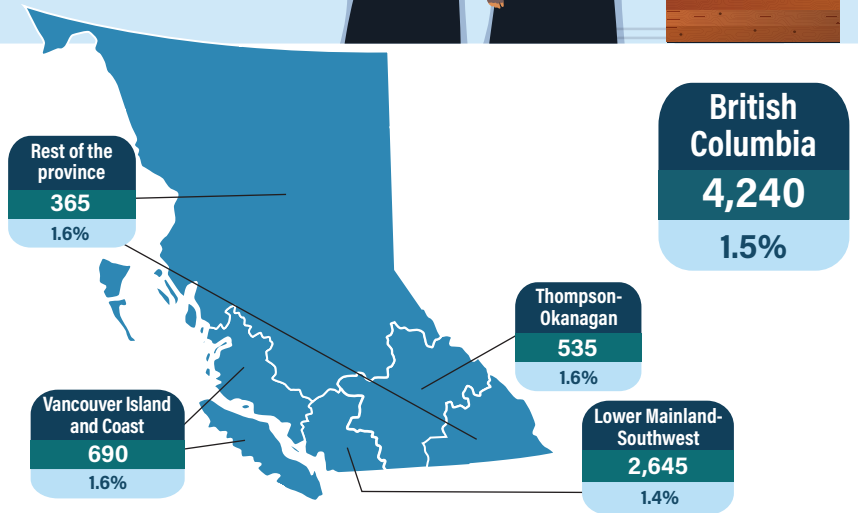 British
Columbia
4,240
1.5%
Rest of the
province
365
1.6%
Thompson-
Okanagan
535
1.6%
Vancouver Island
and Coast
690
1.6%
Lower Mainland-
Southwest
2,645
1.4%